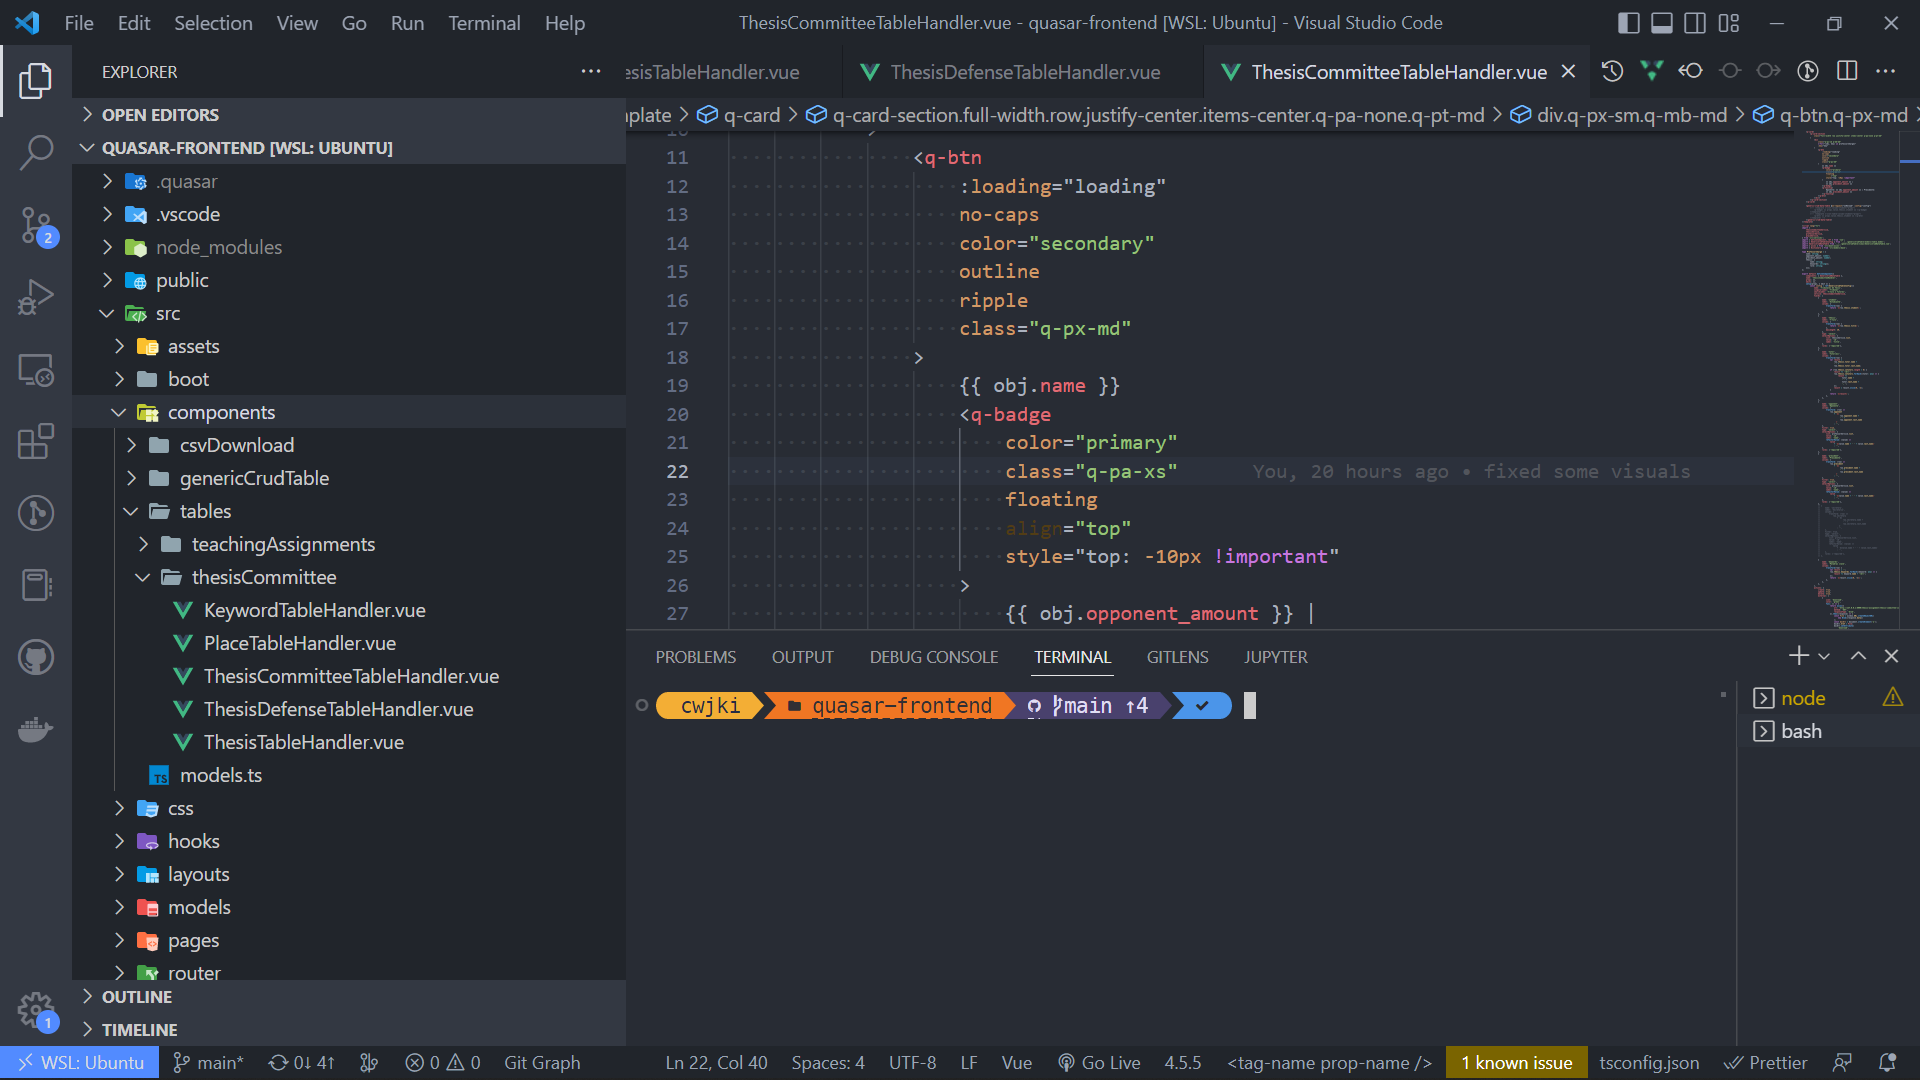 File Edit Selection View Go Run Terminal Help
ThesisCommitteeTableHandler.vue - quasar-frontend [WSL: Ubuntu] - Visual Studio Code
EXPLORER
esisTableHandler.vue
ThesisDefenseTableHandler.vue
ThesisCommitteeTableHandler.vue
OPEN EDITORS
QUASAR-FRONTEND [WSL: UBUNTU]
.quasar
.vscode
node_modules
public
src
assets
boot
components
csvDownload
genericCrudTable
tables
teachingAssignments
thesisCommittee
KeywordTableHandler.vue
PlaceTableHandler.vue
ThesisCommitteeTableHandler.vue
ThesisDefenseTableHandler.vue
ThesisTableHandler.vue
TS models.ts
css
hooks
layouts
models
pages
router
OUTLINE
TIMELINE
2
1
nplate > q-card > q-card-section.full-width.row.justify-center.items-center.q-pa-none.q-pt-md > div.q-px-sm.q-mb-md > q-btn.q-px-md >
11 <q-btn
12 :loading="loading"
13 no-caps
14 color="secondary"
15 outline
16 ripple
17 class="q-px-md"
18 >
19 {{ obj.name }}
20 <q-badge
21 color="primary"
22 class="q-pa-xs" You, 20 hours ago • fixed some visuals
23 floating
24 align="top"
25 style="top: -10px !important"
26 >
27 {{ obj.opponent_amount }} |
PROBLEMS OUTPUT DEBUG CONSOLE TERMINAL GITLENS JUPYTER
cwjki quasar-frontend main ↑4 ✓
node
bash
WSL: Ubuntu main* 0↓ 4↑ 0 0 Git Graph Ln 22, Col 40 Spaces: 4 UTF-8 LF Vue Go Live 4.5.5 <tag-name prop-name /> 1 known issue tsconfig.json Prettier